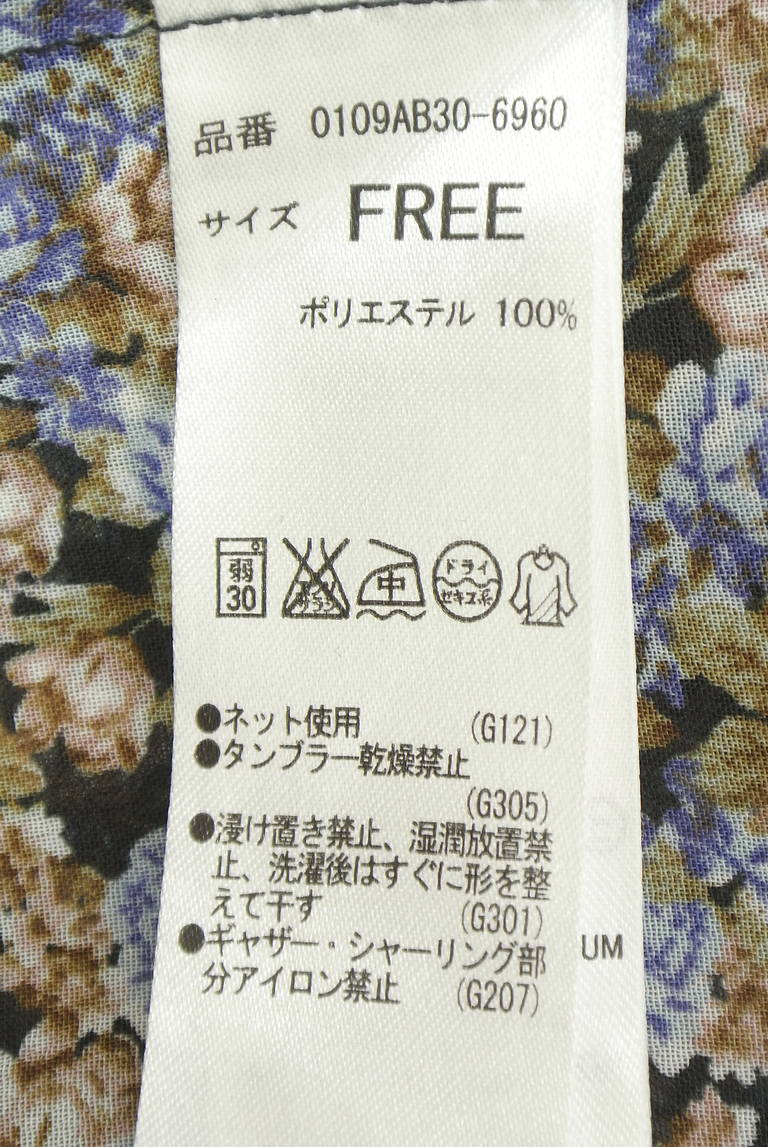 品番 0109AB30-6960
サイズ FREE
ポリエステル 100%
弱
30
エンソ
サラシ
中
ドライ
セキユ系
●ネット使用 (G121)
●タンブラー乾燥禁止
(G305)
●浸け置き禁止、湿潤放置禁
止、洗濯後はすぐに形を整
えて干す (G301)
●ギャザー・シャーリング部
分アイロン禁止 (G207)
UM